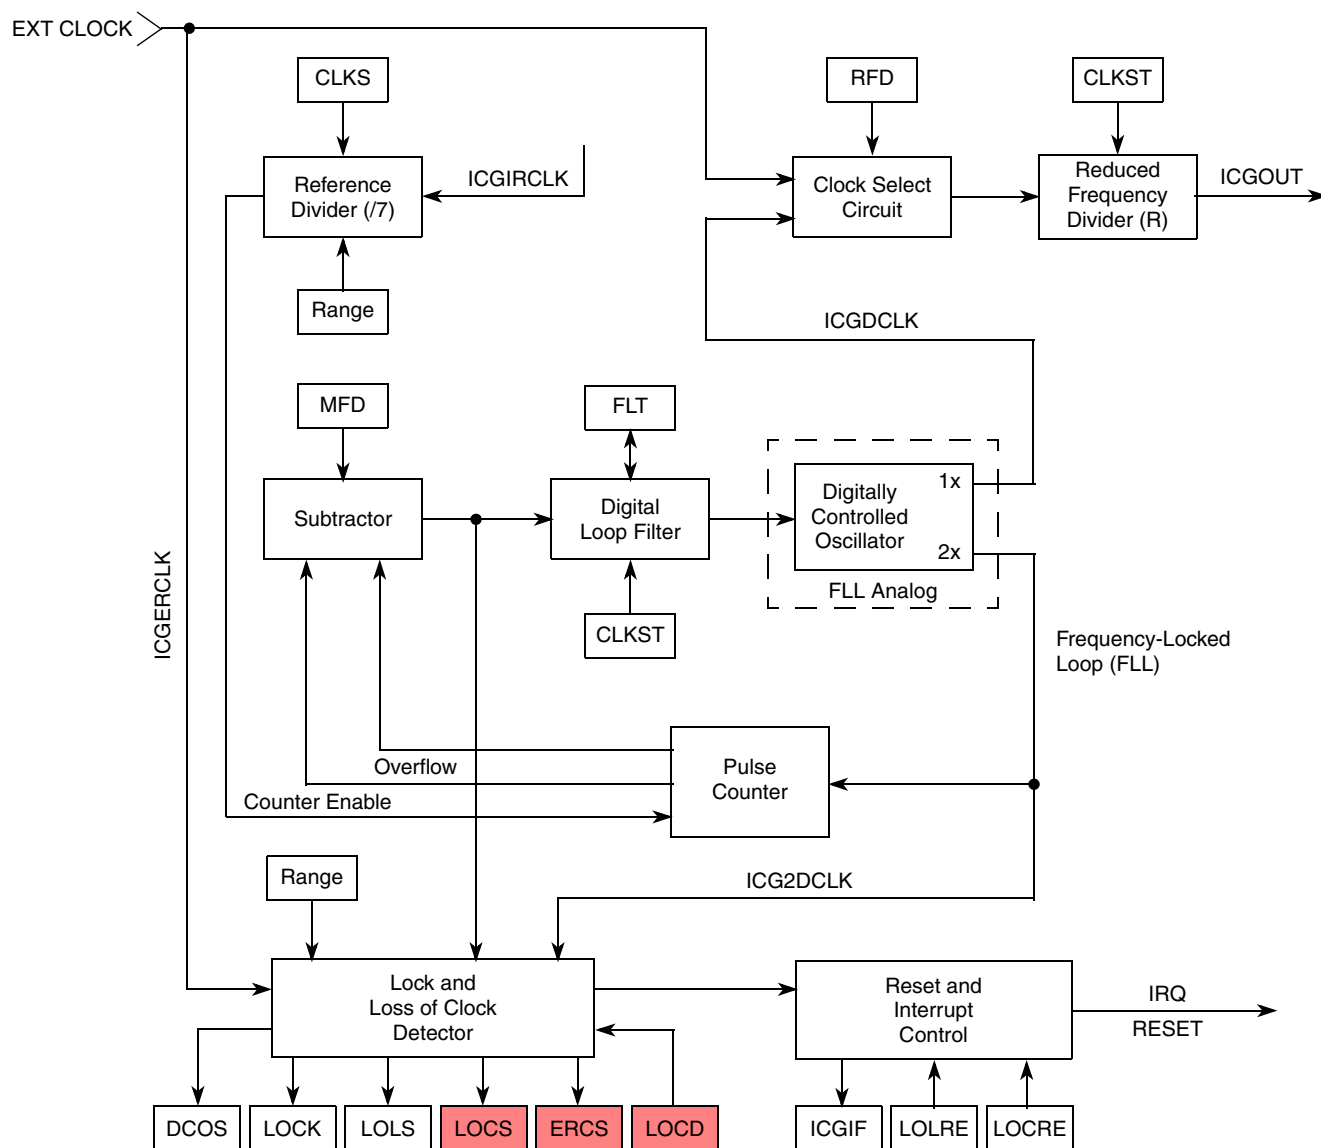 EXT CLOCK
CLKS
RFD
CLKST
Reference
Divider (/7)
ICGIRCLK
Clock Select
Circuit
Reduced
Frequency
Divider (R)
ICGOUT
Range
ICGDCLK
MFD
FLT
Subtractor
Digital
Loop Filter
Digitally
Controlled
Oscillator
1x
2x
FLL Analog
CLKST
ICGERCLK
Frequency-Locked
Loop (FLL)
Overflow
Counter Enable
Pulse
Counter
Range
ICG2DCLK
Lock and
Loss of Clock
Detector
Reset and
Interrupt
Control
IRQ
RESET
DCOS
LOCK
LOLS
LOCS
ERCS
LOCD
ICGIF
LOLRE
LOCRE